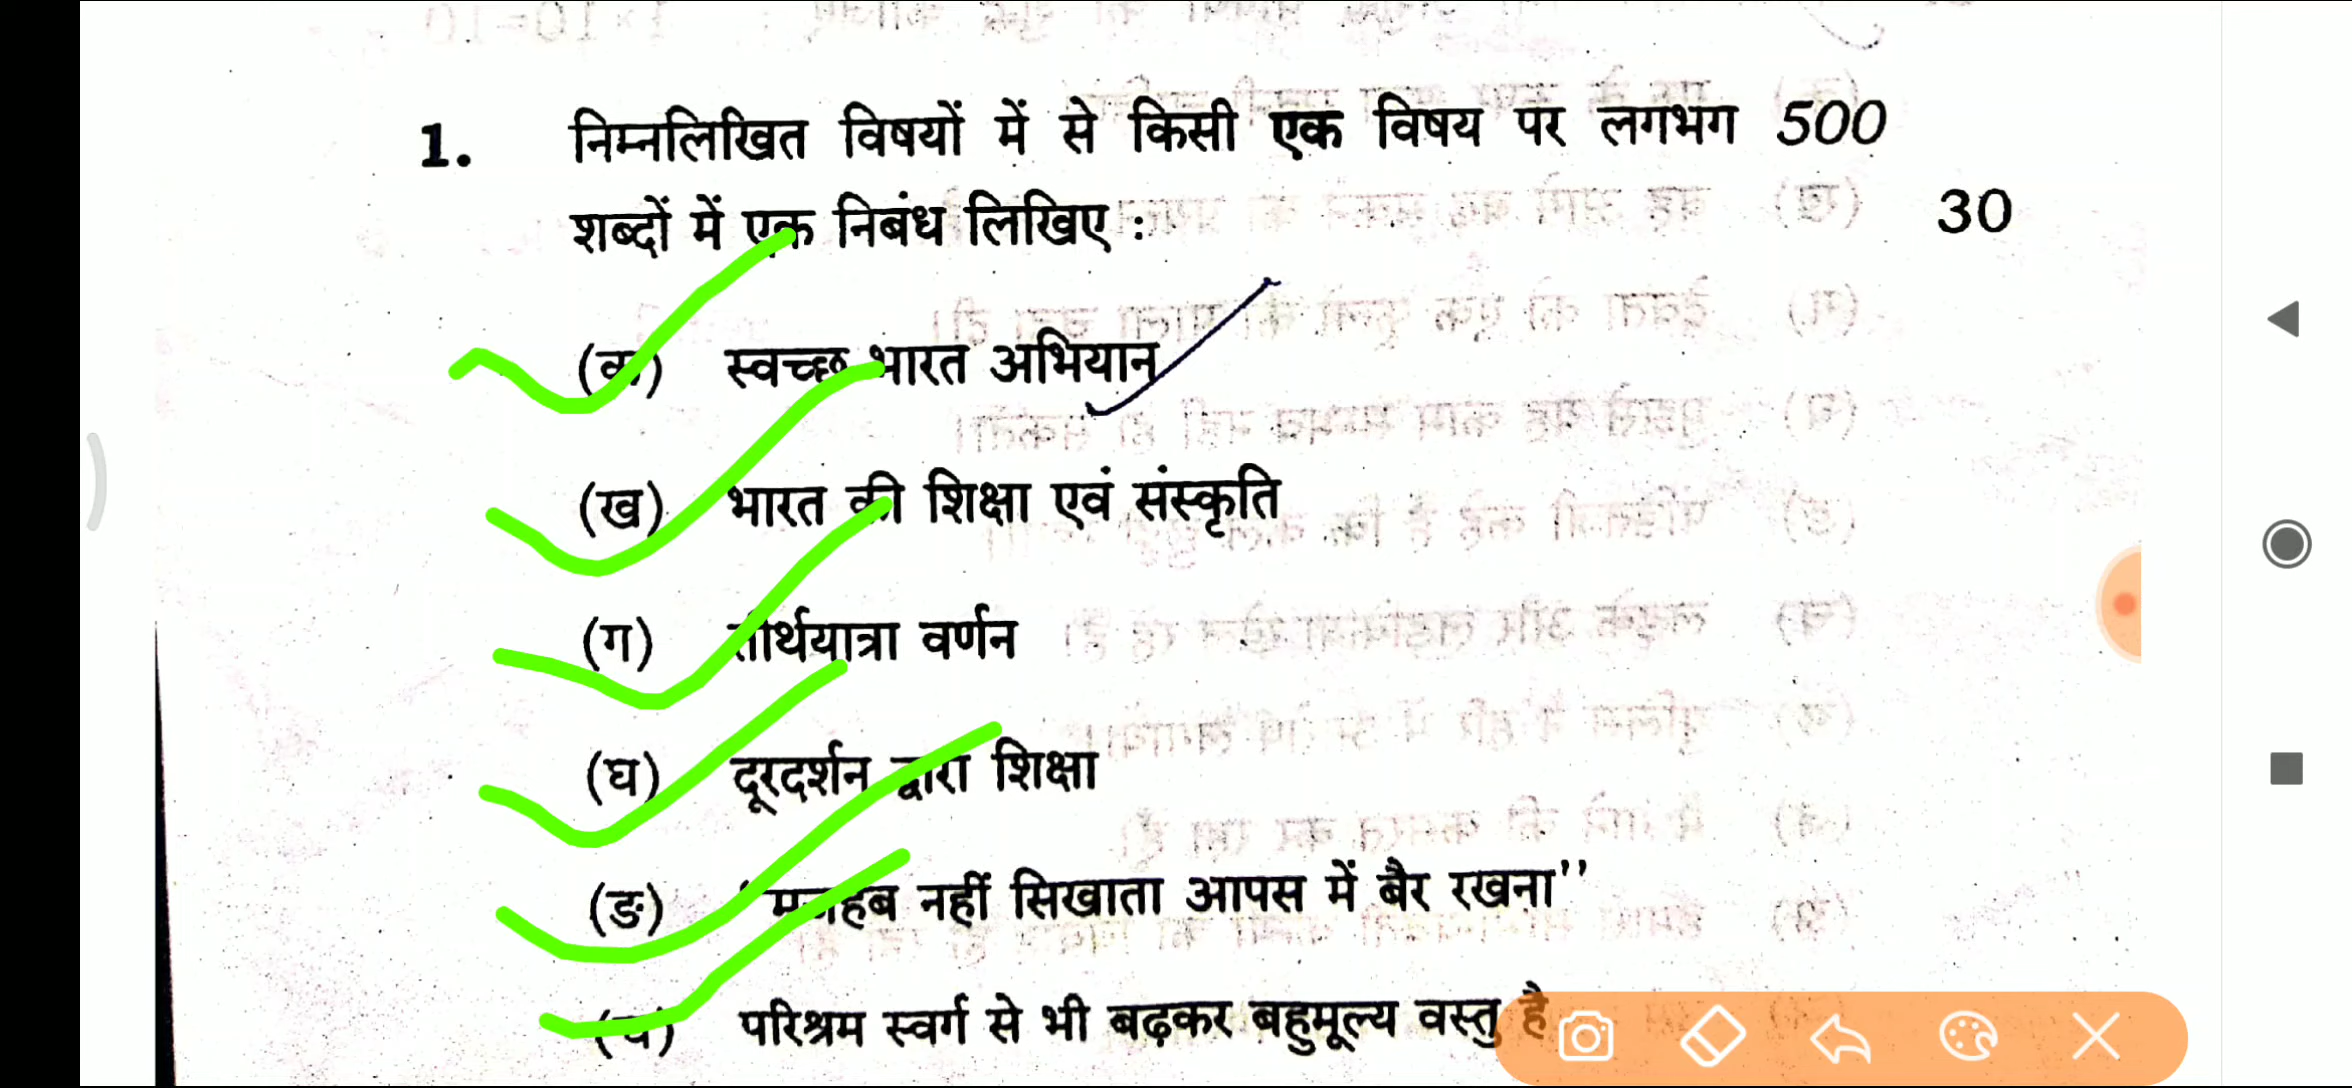 1. निम्नलिखित विषयों में से किसी एक विषय पर लगभग 500
शब्दों में एक निबंध लिखिए : 30
(क) स्वच्छ भारत अभियान
(ख) भारत की शिक्षा एवं संस्कृति
(ग) तीर्थयात्रा वर्णन
(घ) दूरदर्शन द्वारा शिक्षा
(ङ) “मजहब नहीं सिखाता आपस में बैर रखना”
(च) परिश्रम स्वर्ग से भी बढ़कर बहुमूल्य वस्तु है